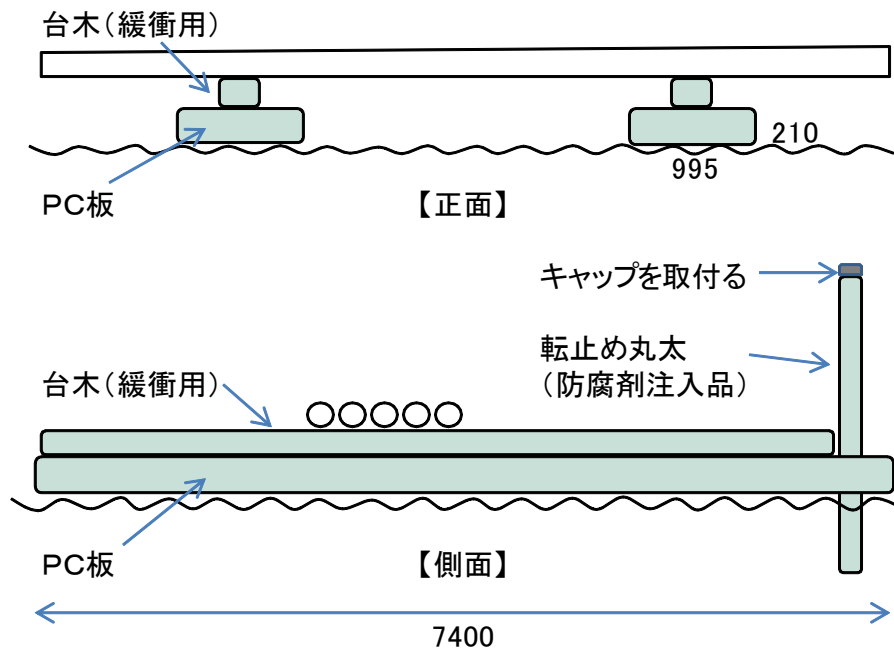 台木（緩衝用）
210
995
PC板
【正面】
キャップを取付る
転止め丸太
（防腐剤注入品）
台木（緩衝用）
PC板
【側面】
7400